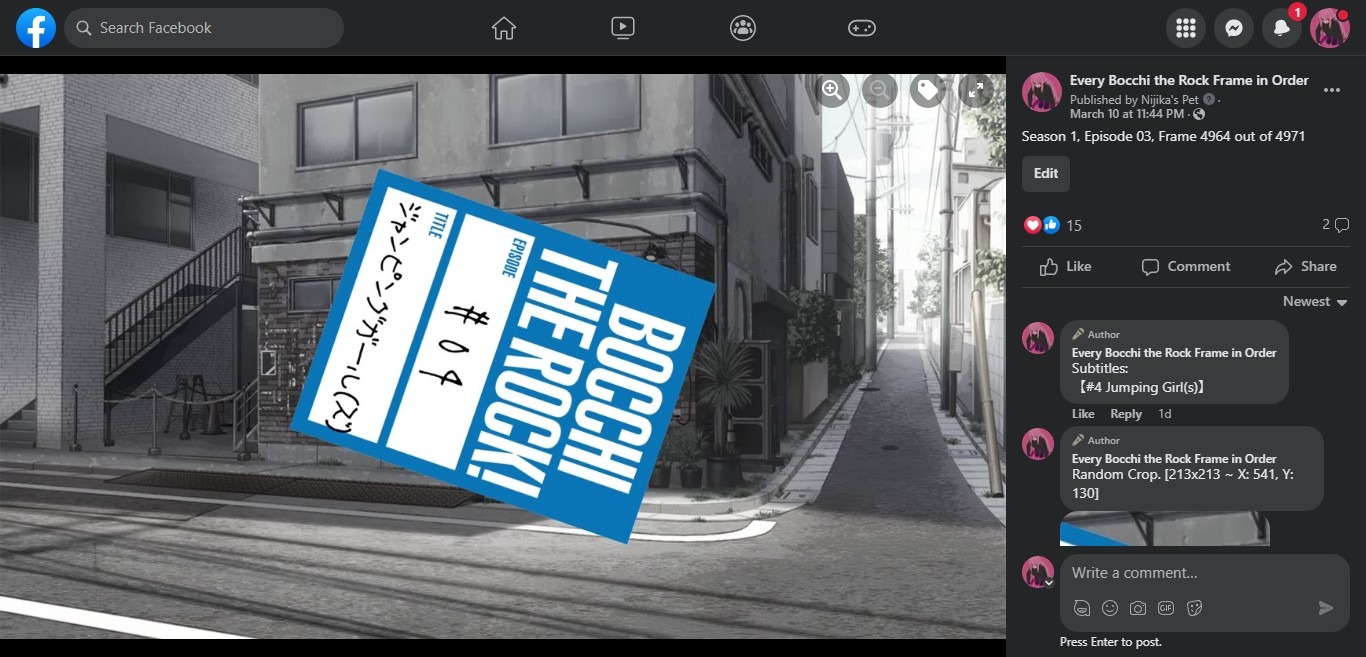 Search Facebook
1
BOCCHI
THE ROCK!
EPISODE
#04
TITLE
ジャンピングガール(ズ)
Every Bocchi the Rock Frame in Order
Published by Nijika's Pet
March 10 at 11:44 PM ·
Season 1, Episode 03, Frame 4964 out of 4971
Edit
15
2
Like
Comment
Share
Newest
Author
Every Bocchi the Rock Frame in Order
Subtitles:
【#4 Jumping Girl(s)】
Like Reply 1d
Author
Every Bocchi the Rock Frame in Order
Random Crop. [213x213 ~ X: 541, Y:
130]
Write a comment...
GIF
Press Enter to post.